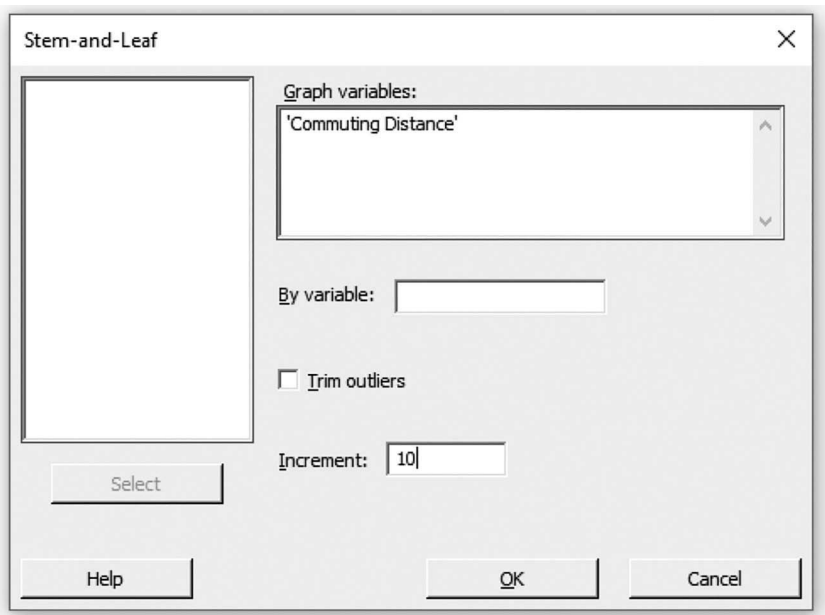 Stem-and-Leaf
Graph variables:
'Commuting Distance'
By variable:
Trim outliers
Increment: 10
Select
Help OK Cancel